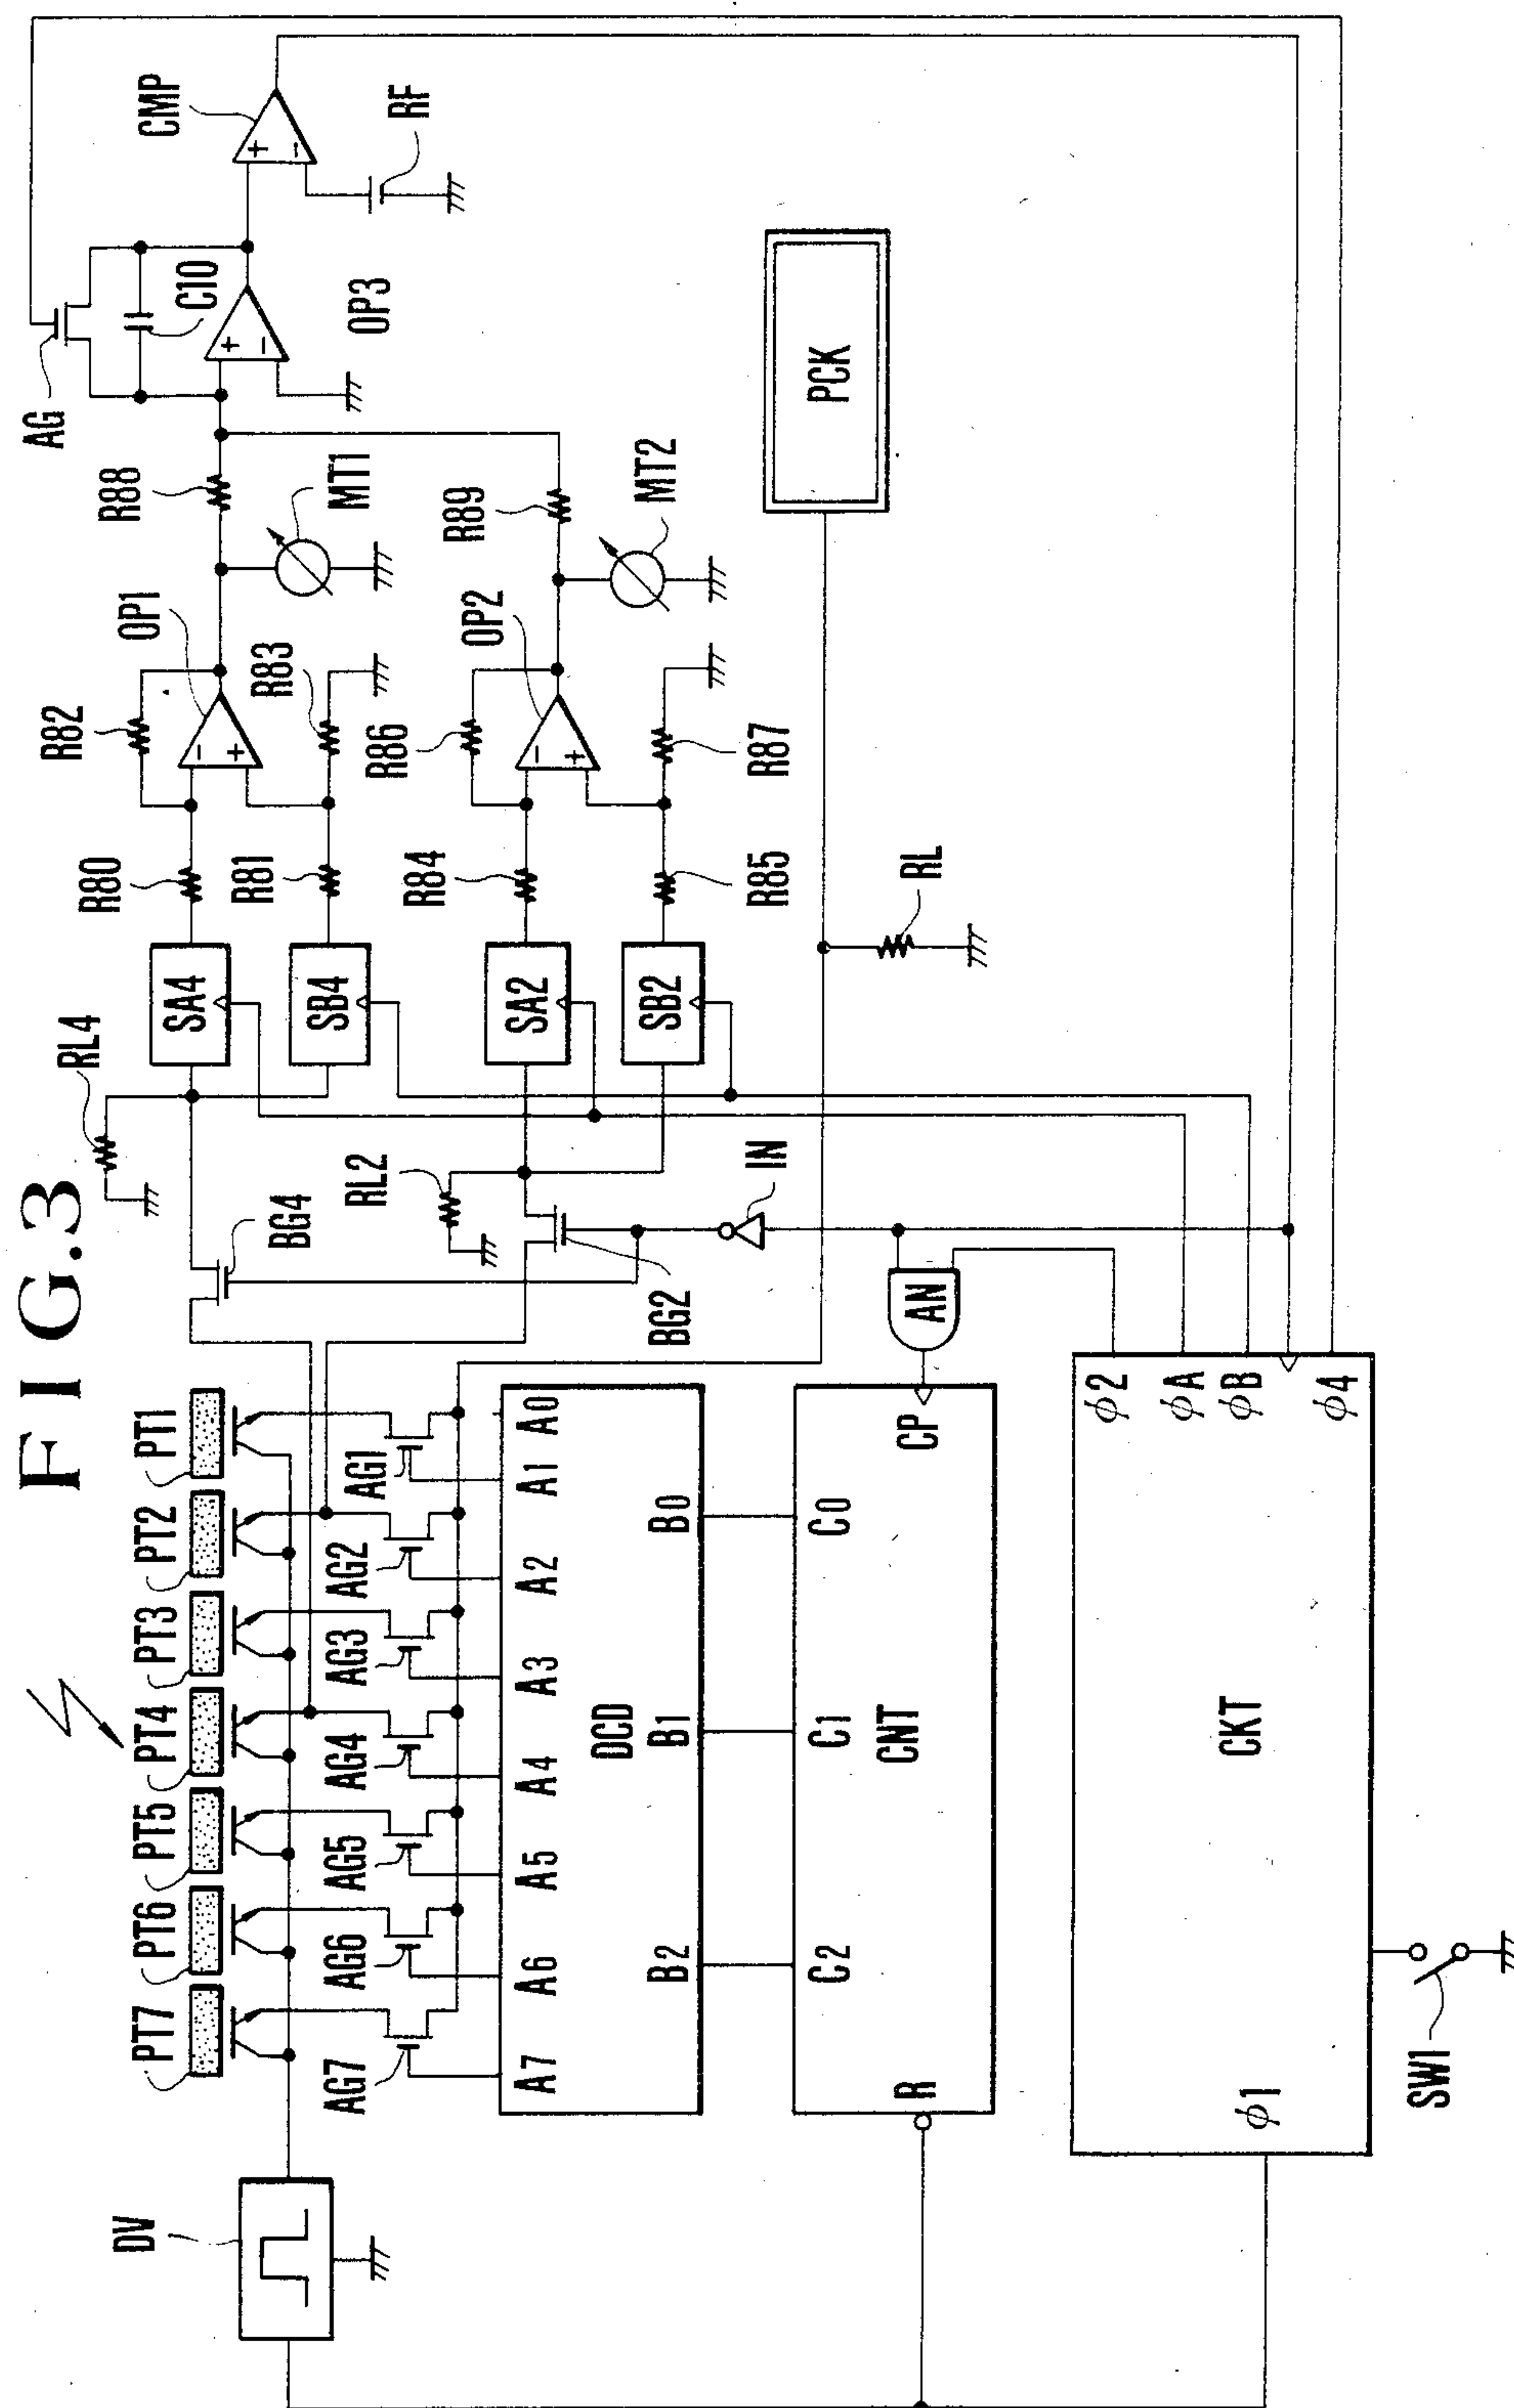 FIG.3
DV
PT7
PT6
PT5
PT4
PT3
PT2
PT1
AG7
AG6
AG5
AG4
AG3
AG2
AG1
A7
A6
A5
A4
A3
A2
A1
A0
DCD
B2
B1
B0
C2
C1
C0
CNT
R
CP
CKT
ϕ1
ϕ2
ϕA
ϕB
ϕ4
SW1
AN
IN
BG4
BG2
RL4
RL2
SA4
SB4
SA2
SB2
R80
R81
R84
R85
RL
R82
OP1
R83
R86
OP2
R87
R88
MT1
R89
MT2
PCK
AG
C10
OP3
CMP
RF
+
−
+
−
−
+
−
+